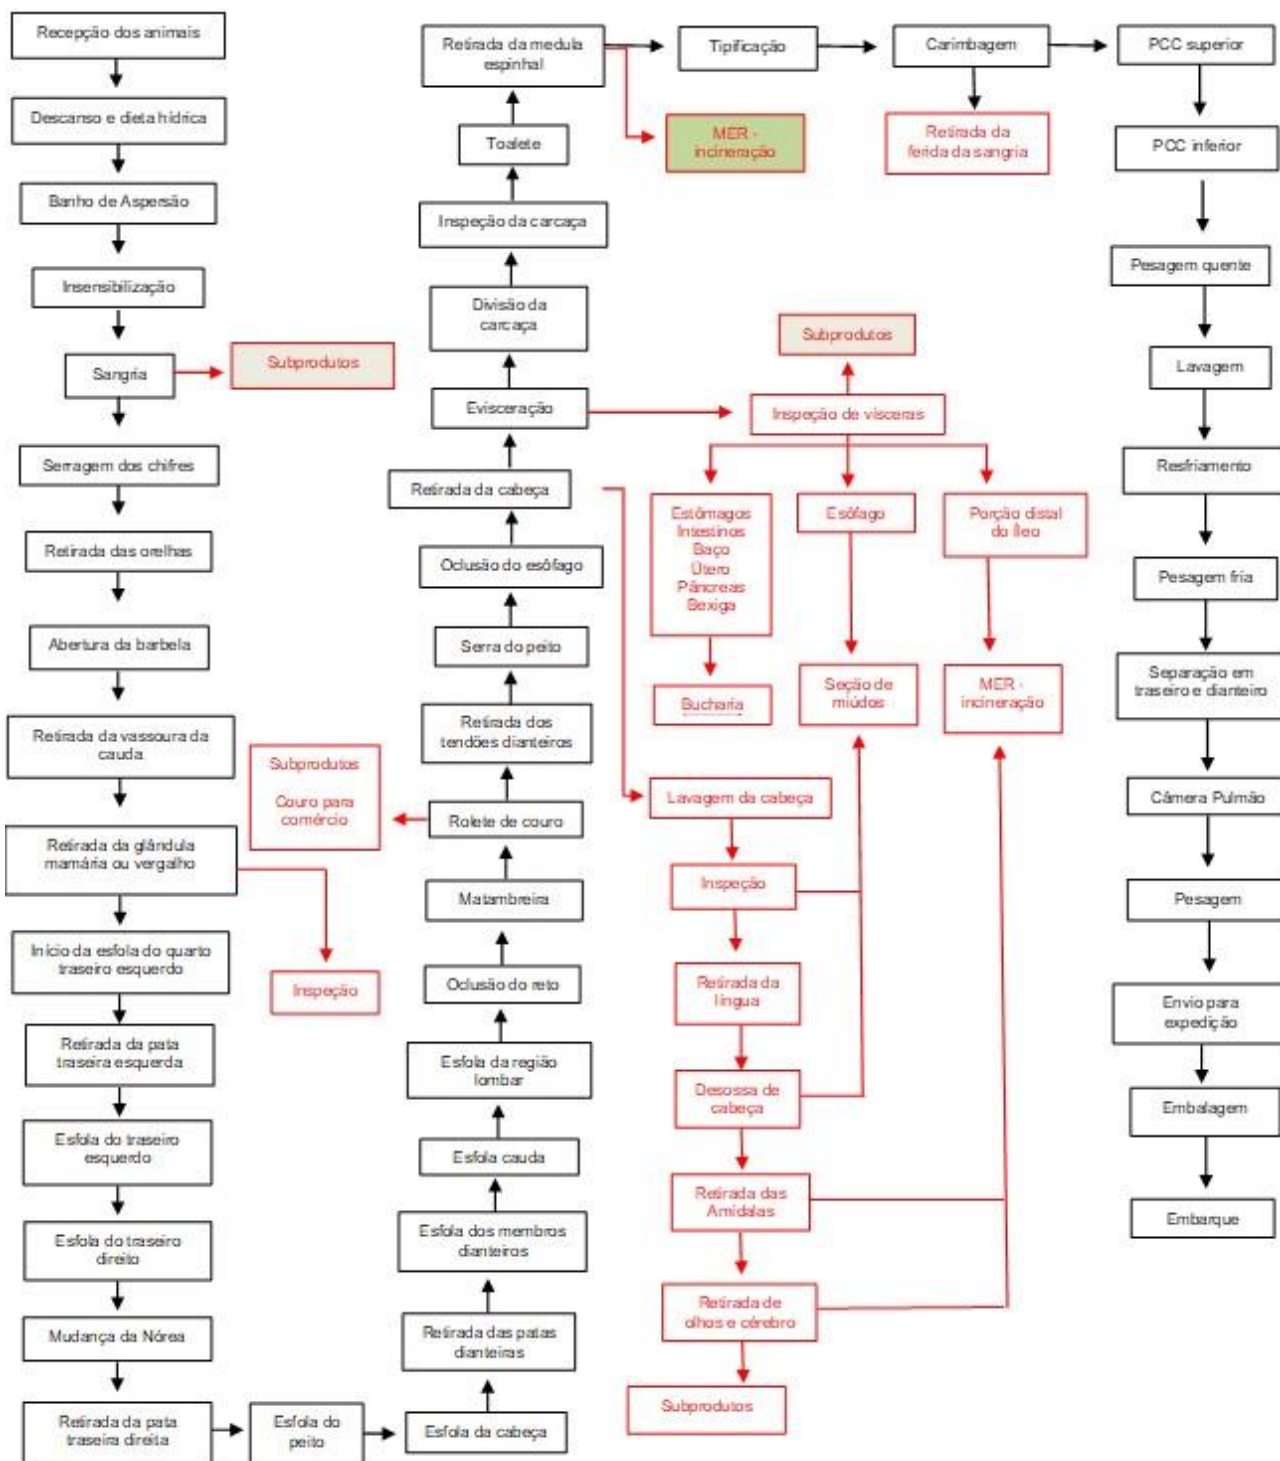 Recepção dos animais
Descanso e dieta hídrica
Banho de Aspersão
Insensibilização
Sangria
Subprodutos
Serragem dos chifres
Retirada das orelhas
Abertura da barbela
Retirada da vassoura da
cauda
Retirada da glândula
mamária ou vergalho
Inspeção
Início da esfola do quarto
traseiro esquerdo
Retirada da pata
traseira esquerda
Esfola do traseiro
esquerdo
Esfola do traseiro
direito
Mudança da Nórea
Retirada da pata
traseira direita
Esfola do
peito
Esfola da cabeça
Retirada das patas
dianteiras
Esfola dos membros
dianteiros
Esfola cauda
Esfola da região
lombar
Oclusão do reto
Matambreira
Rolete de couro
Subprodutos
Couro para
comércio
Retirada dos
tendões dianteiros
Serra do peito
Oclusão do esôfago
Retirada da cabeça
Evisceração
Divisão da
carcaça
Inspeção da carcaça
Toalete
Retirada da medula
espinhal
MER -
incineração
Tipificação
Carimbagem
Retirada da
ferida da sangria
Subprodutos
Inspeção de vísceras
Estômagos
Intestinos
Baço
Útero
Pâncreas
Bexiga
Bucharia
Esôfago
Seção de
miúdos
Porção distal
do Íleo
MER -
incineração
Lavagem da cabeça
Inspeção
Retirada da
língua
Desossa de
cabeça
Retirada das
Amídalas
Retirada de
olhos e cérebro
Subprodutos
PCC superior
PCC inferior
Pesagem quente
Lavagem
Resfriamento
Pesagem fria
Separação em
traseiro e dianteiro
Câmera Pulmão
Pesagem
Envio para
expedição
Embalagem
Embarque